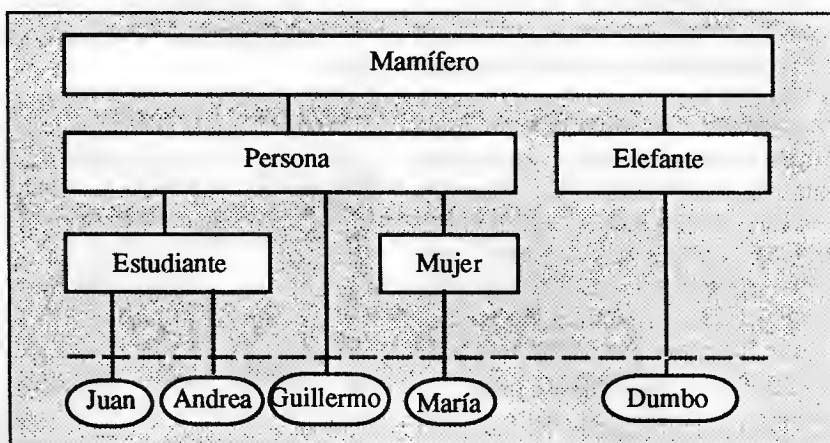 Mamífero
Persona
Elefante
Estudiante
Mujer
Juan
Andrea
Guillermo
María
Dumbo